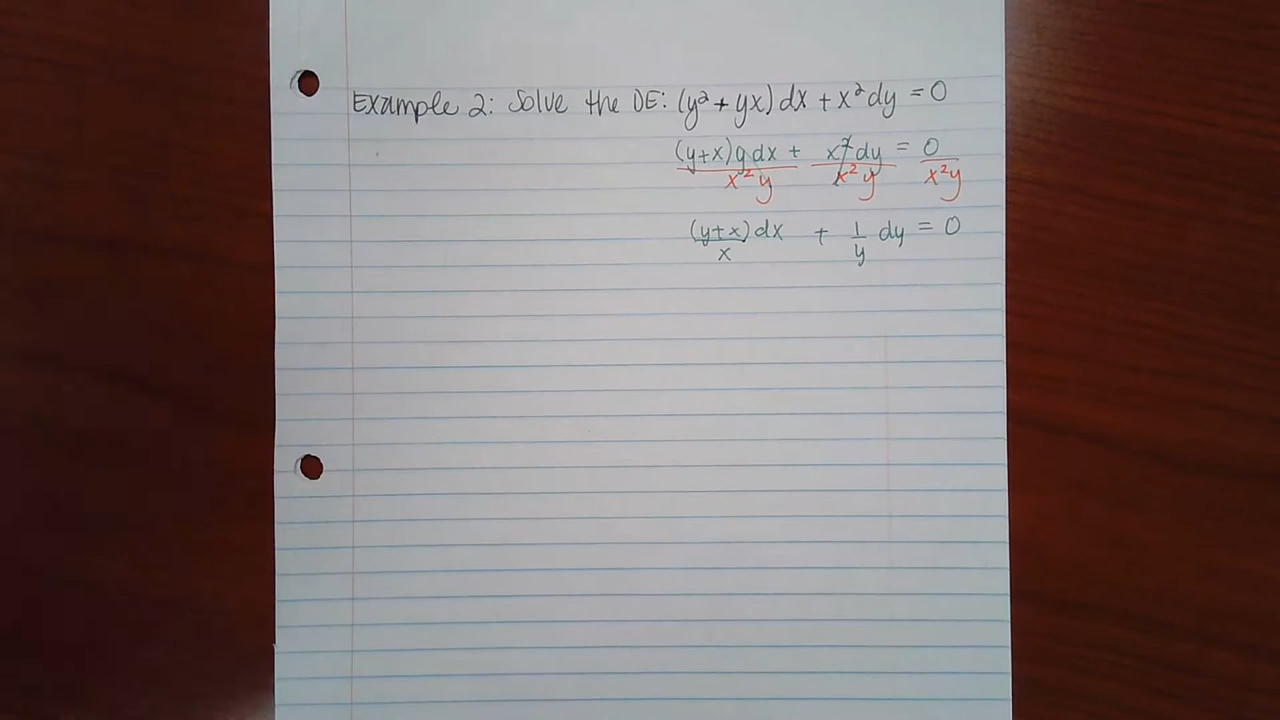 Example 2: Solve the DE: (y² + yx) dx + x² dy = 0
(y+x)y dx / x²y + x² dy / x²y = 0 / x²y
(y+x) / x dx + 1/y dy = 0